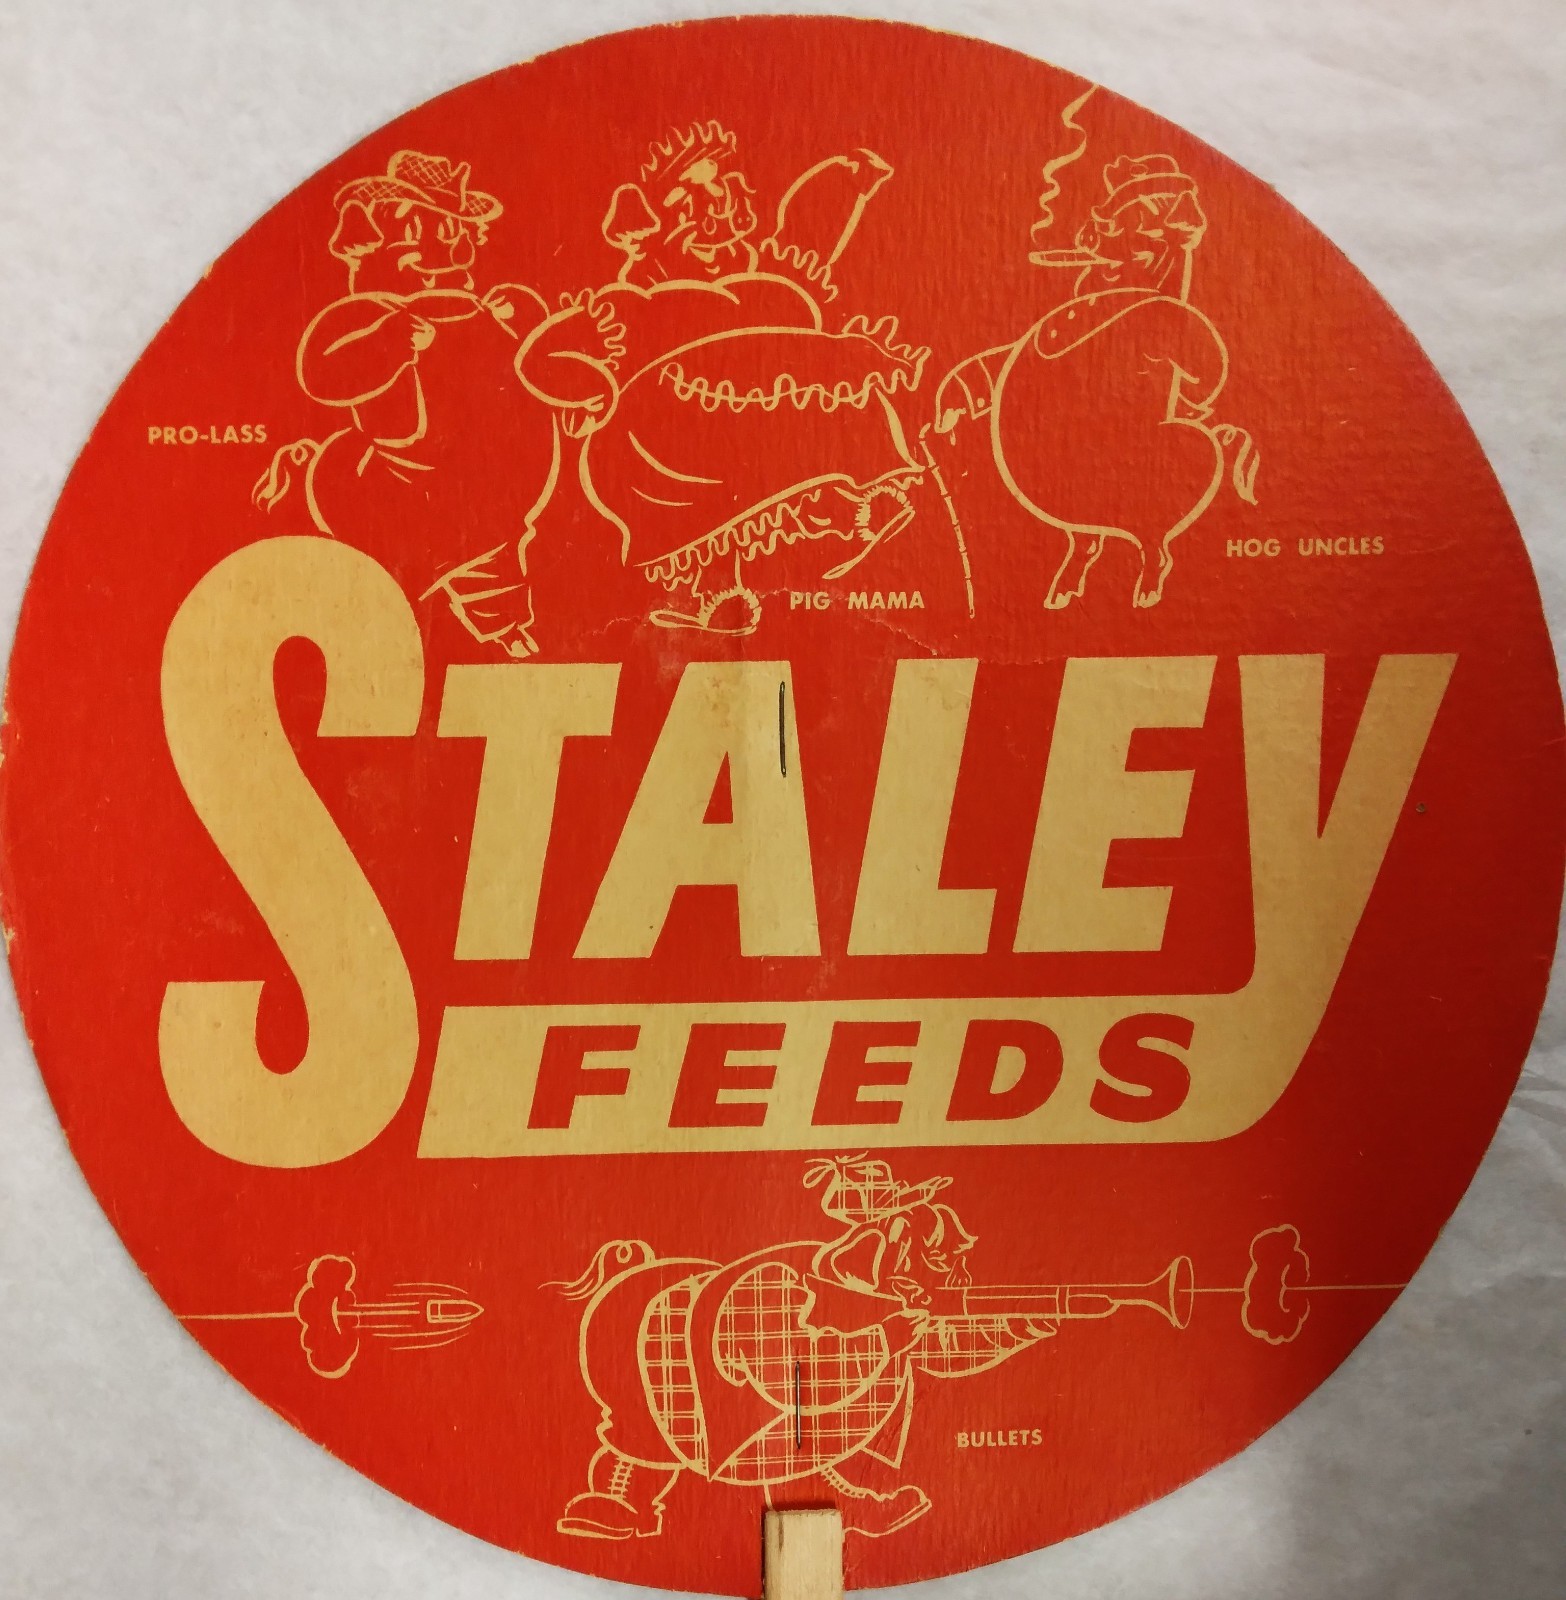 PRO-LASS
HOG UNCLES
PIG MAMA
STALEY
FEEDS
BULLETS